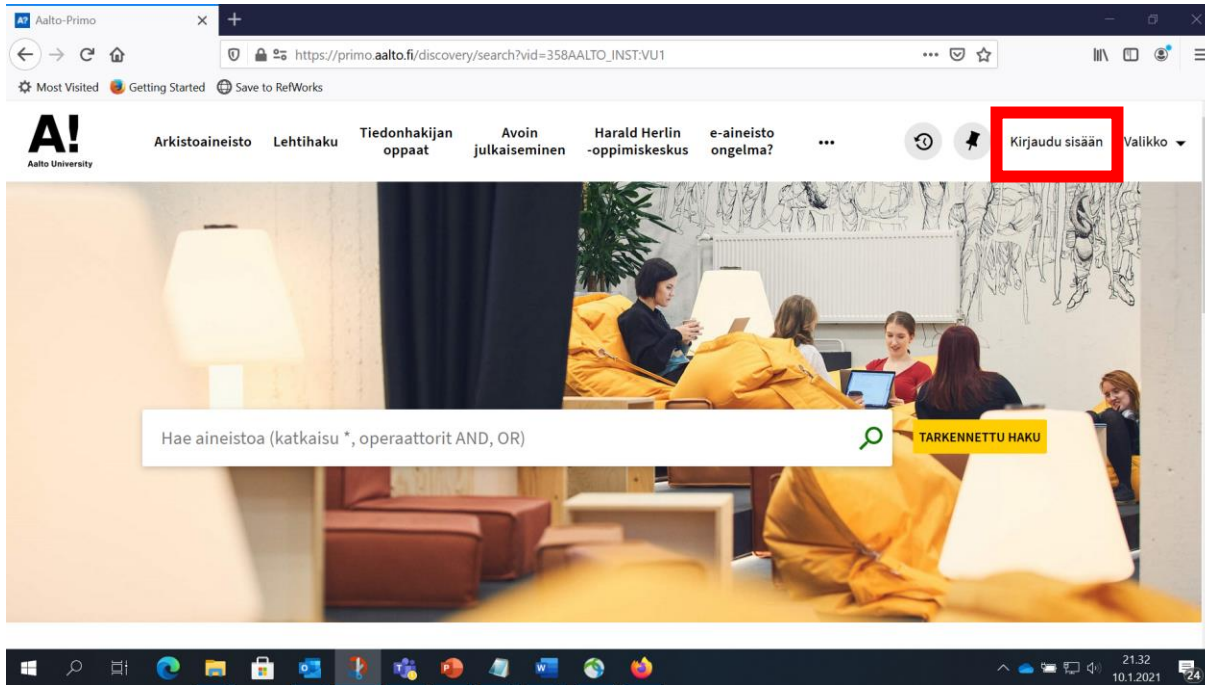 Aalto-Primo
https://primo.aalto.fi/discovery/search?vid=358AALTO_INST:VU1
Most Visited Getting Started Save to RefWorks
A!
Aalto University
Arkistoaineisto
Lehtihaku
Tiedonhakijan
oppaat
Avoin
julkaiseminen
Harald Herlin
-oppimiskeskus
e-aineisto
ongelma?
Kirjaudu sisään
Valikko
Hae aineistoa (katkaisu *, operaattorit AND, OR)
TARKENNETTU HAKU
21.32
10.1.2021
24